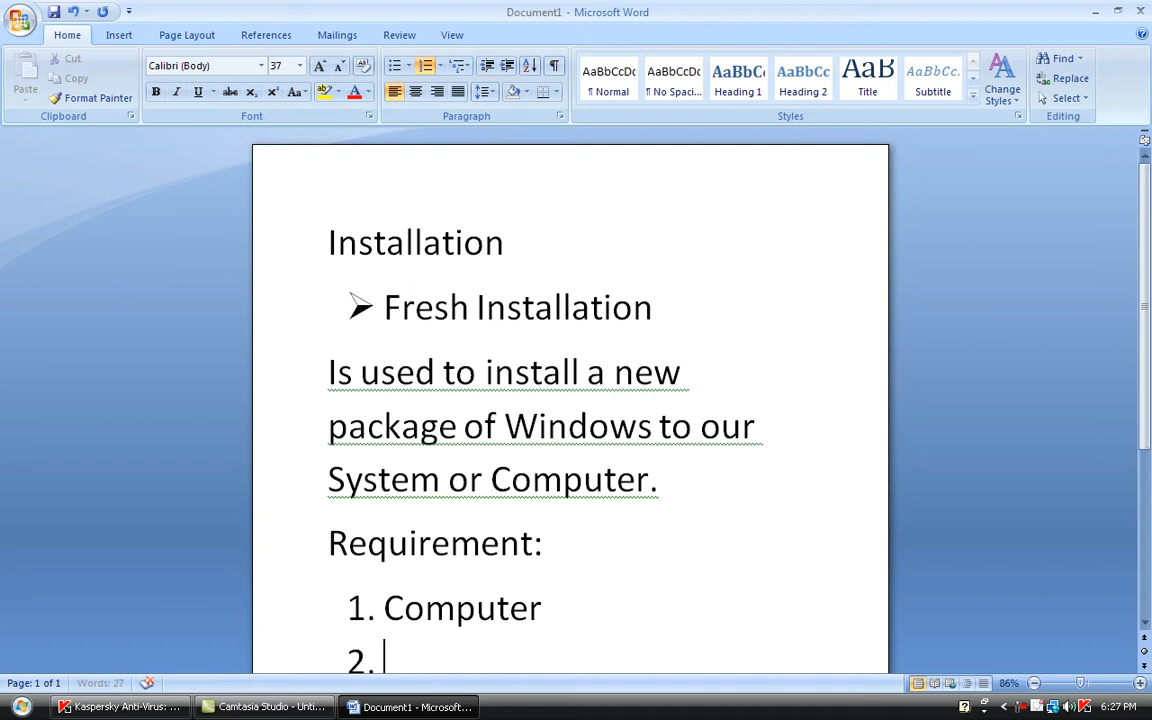 Document1 - Microsoft Word
Home Insert Page Layout References Mailings Review View
Paste
Cut
Copy
Format Painter
Clipboard
Calibri (Body) 37
Font
Paragraph
AaBbCcDc AaBbCcDc AaBbC AaBbCc AaB AaBbCc
¶ Normal ¶ No Spaci... Heading 1 Heading 2 Title Subtitle
Change
Styles
Styles
Find
Replace
Select
Editing
Installation
➢ Fresh Installation
Is used to install a new
package of Windows to our
System or Computer.
Requirement:
1. Computer
2.
Page: 1 of 1 Words: 27 86%
Kaspersky Anti-Virus: ... Camtasia Studio - Unti... Document1 - Microsoft... 6:27 PM